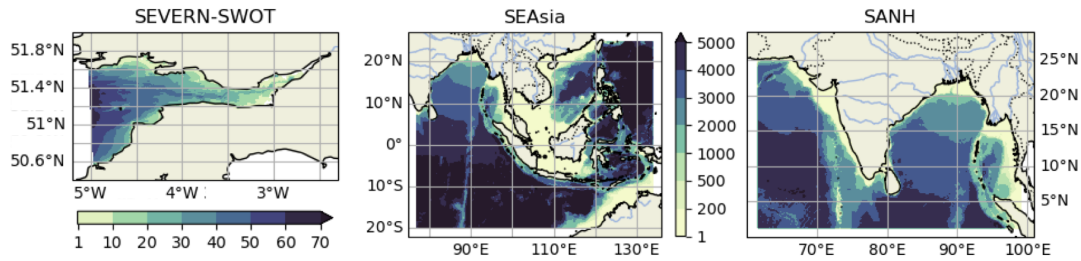 SEVERN-SWOT
51.8°N
51.4°N
51°N
50.6°N
5°W
4°W
3°W
1
10
20
30
40
50
60
70
SEAsia
20°N
10°N
0°
10°S
20°S
90°E
110°E
130°E
5000
4000
3000
2000
1000
500
200
1
SANH
25°N
20°N
15°N
10°N
5°N
70°E
80°E
90°E
100°E